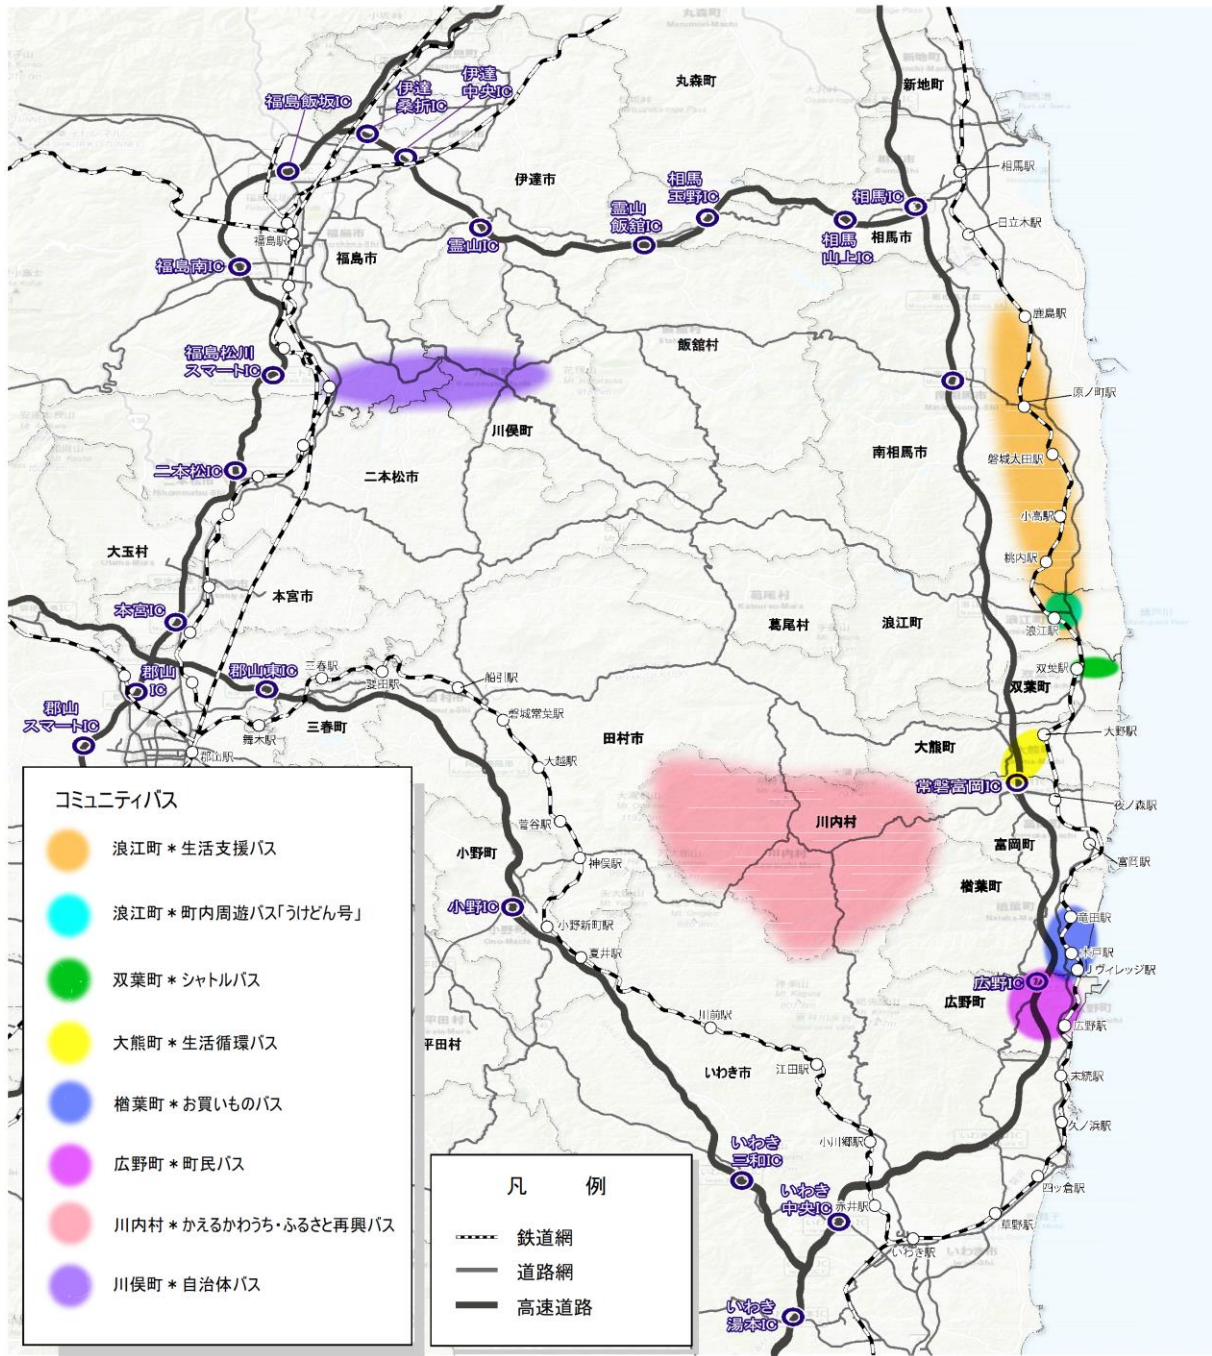 丸森町
新地町
福島飯坂IC
伊達
桑折IC
伊達
中央IC
相馬駅
伊達市
相馬
玉野IC
相馬IC
霊山
飯舘IC
日立木駅
福島駅
福島市
霊山IC
相馬
山上IC
相馬市
福島南IC
鹿島駅
福島松川
スマートIC
飯舘村
原ノ町駅
川俣町
南相馬市
磐城太田駅
二本松IC
二本松市
小高駅
大玉村
桃内駅
本宮市
本宮IC
葛尾村
浪江町
浪江駅
郡山
IC
郡山東IC
三春駅
要田駅
船引駅
双葉駅
双葉町
郡山
スマートIC
舞木駅
三春町
磐城常葉駅
田村市
大熊町
大野駅
郡山駅
大越駅
常磐富岡IC
夜ノ森駅
菅谷駅
川内村
小野町
神俣駅
富岡町
富岡駅
楢葉町
小野IC
小野新町駅
竜田駅
夏井駅
木戸駅
Jヴィレッジ駅
広野IC
広野町
川前駅
広野駅
平田村
いわき市
江田駅
末続駅
久ノ浜駅
小川郷駅
いわき
三和IC
いわき
中央IC
赤井駅
四ッ倉駅
草野駅
いわき駅
いわき
湯本IC
コミュニティバス
浪江町＊生活支援バス
浪江町＊町内周遊バス「うけどん号」
双葉町＊シャトルバス
大熊町＊生活循環バス
楢葉町＊お買いものバス
広野町＊町民バス
川内村＊かえるかわうち・ふるさと再興バス
川俣町＊自治体バス
凡 例
鉄道網
道路網
高速道路